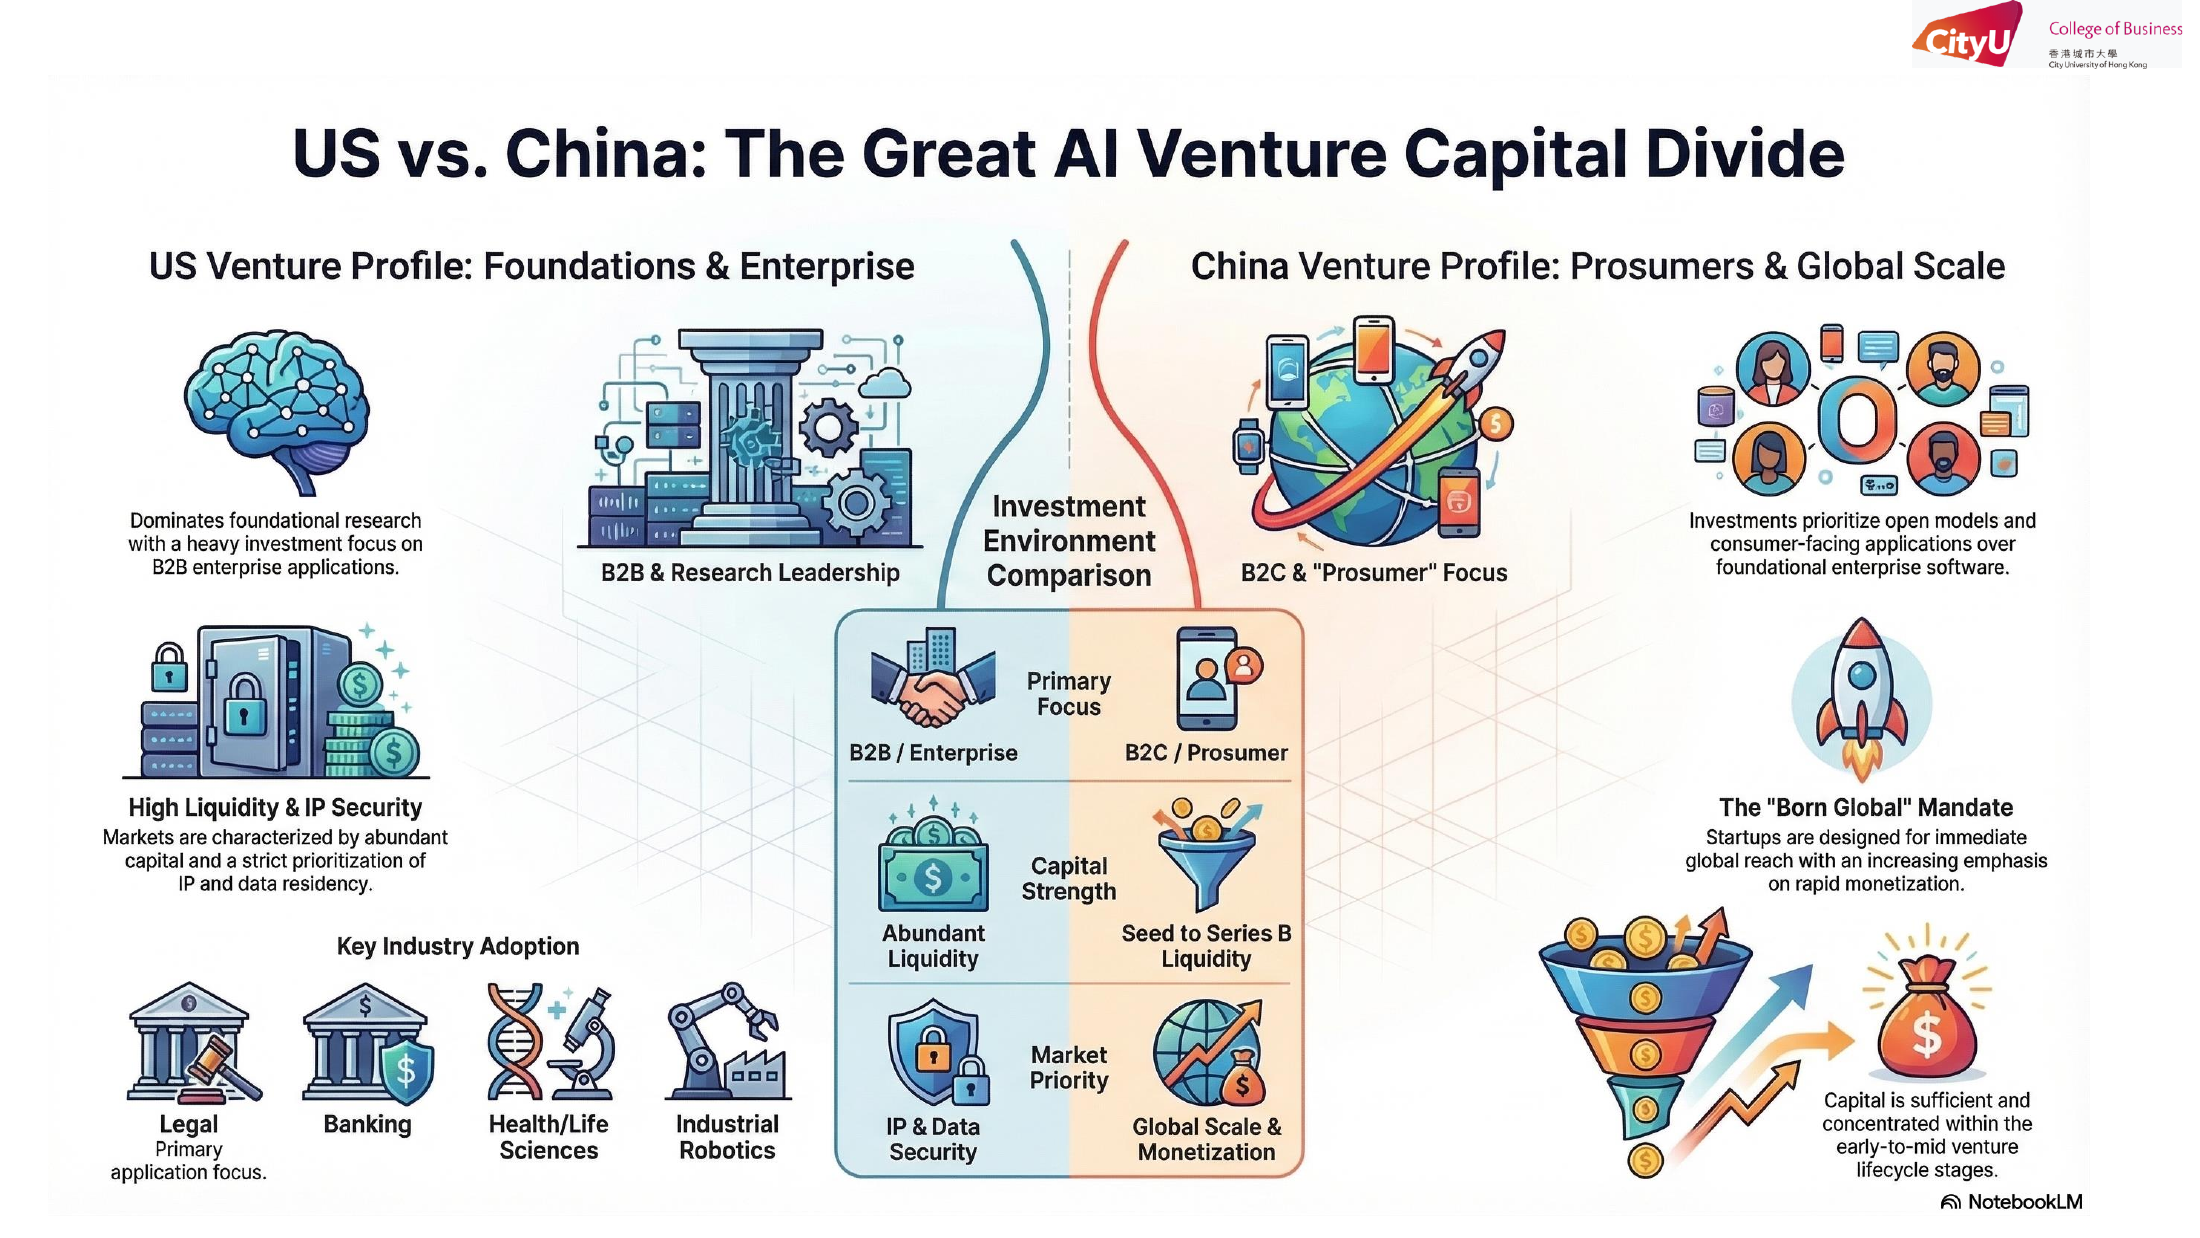 CityU
College of Business
香港城市大學
City University of Hong Kong
US vs. China: The Great AI Venture Capital Divide
US Venture Profile: Foundations & Enterprise
Dominates foundational research
with a heavy investment focus on
B2B enterprise applications.
B2B & Research Leadership
High Liquidity & IP Security
Markets are characterized by abundant
capital and a strict prioritization of
IP and data residency.
Key Industry Adoption
Legal
Primary
application focus.
Banking
Health/Life
Sciences
Industrial
Robotics
Investment
Environment
Comparison
Primary
Focus
B2B / Enterprise
B2C / Prosumer
Capital
Strength
Abundant
Liquidity
Seed to Series B
Liquidity
Market
Priority
IP & Data
Security
Global Scale &
Monetization
China Venture Profile: Prosumers & Global Scale
B2C & "Prosumer" Focus
Investments prioritize open models and
consumer-facing applications over
foundational enterprise software.
The "Born Global" Mandate
Startups are designed for immediate
global reach with an increasing emphasis
on rapid monetization.
Capital is sufficient and
concentrated within the
early-to-mid venture
lifecycle stages.
NotebookLM